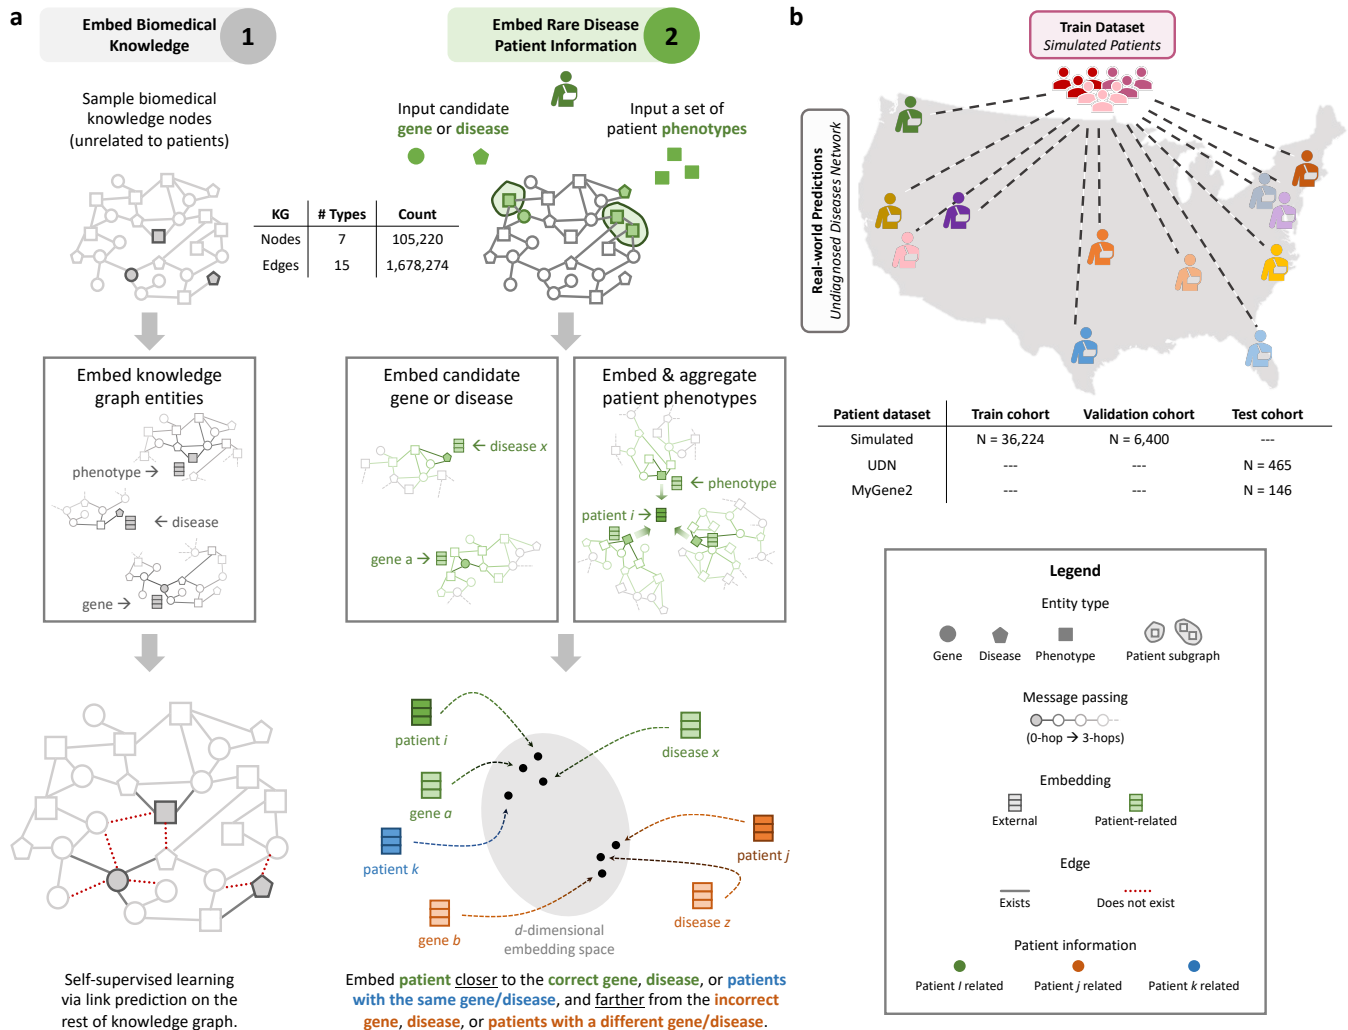 a
Embed Biomedical
Knowledge
1
Sample biomedical
knowledge nodes
(unrelated to patients)
KG # Types Count
Nodes 7 105,220
Edges 15 1,678,274
Embed knowledge
graph entities
phenotype →
← disease
gene →
Self-supervised learning
via link prediction on the
rest of knowledge graph.
Embed Rare Disease
Patient Information
2
Input candidate
gene or disease
Input a set of
patient phenotypes
Embed candidate
gene or disease
← disease x
gene a →
Embed & aggregate
patient phenotypes
← phenotype
patient i →
patient i
disease x
gene a
patient k
patient j
gene b
disease z
d-dimensional
embedding space
Embed patient closer to the correct gene, disease, or patients
with the same gene/disease, and farther from the incorrect
gene, disease, or patients with a different gene/disease.
b
Train Dataset
Simulated Patients
Real-world Predictions
Undiagnosed Diseases Network
Patient dataset Train cohort Validation cohort Test cohort
Simulated N = 36,224 N = 6,400 ---
UDN --- --- N = 465
MyGene2 --- --- N = 146
Legend
Entity type
Gene Disease Phenotype Patient subgraph
Message passing
(0-hop → 3-hops)
Embedding
External Patient-related
Edge
Exists Does not exist
Patient information
Patient I related Patient j related Patient k related